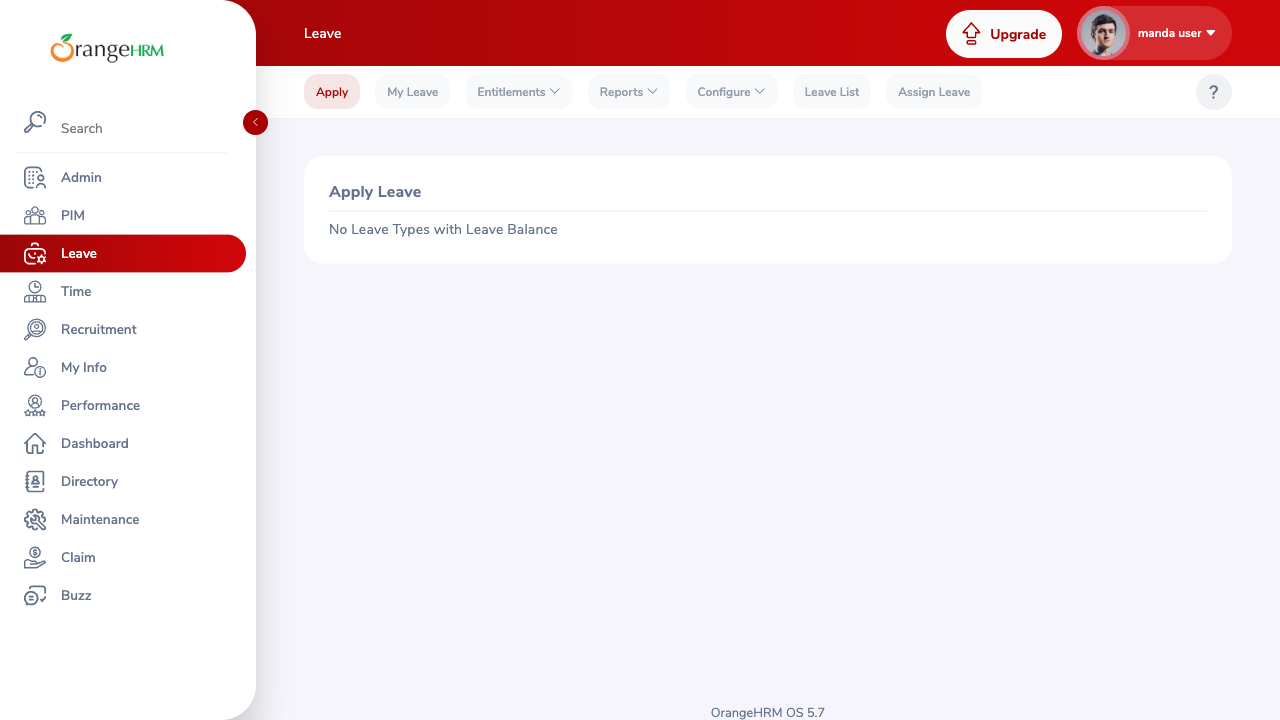 OrangeHRM
Search
Admin
PIM
Leave
Time
Recruitment
My Info
Performance
Dashboard
Directory
Maintenance
Claim
Buzz
Leave
Upgrade
manda user
Apply
My Leave
Entitlements
Reports
Configure
Leave List
Assign Leave
?
Apply Leave
No Leave Types with Leave Balance
OrangeHRM OS 5.7